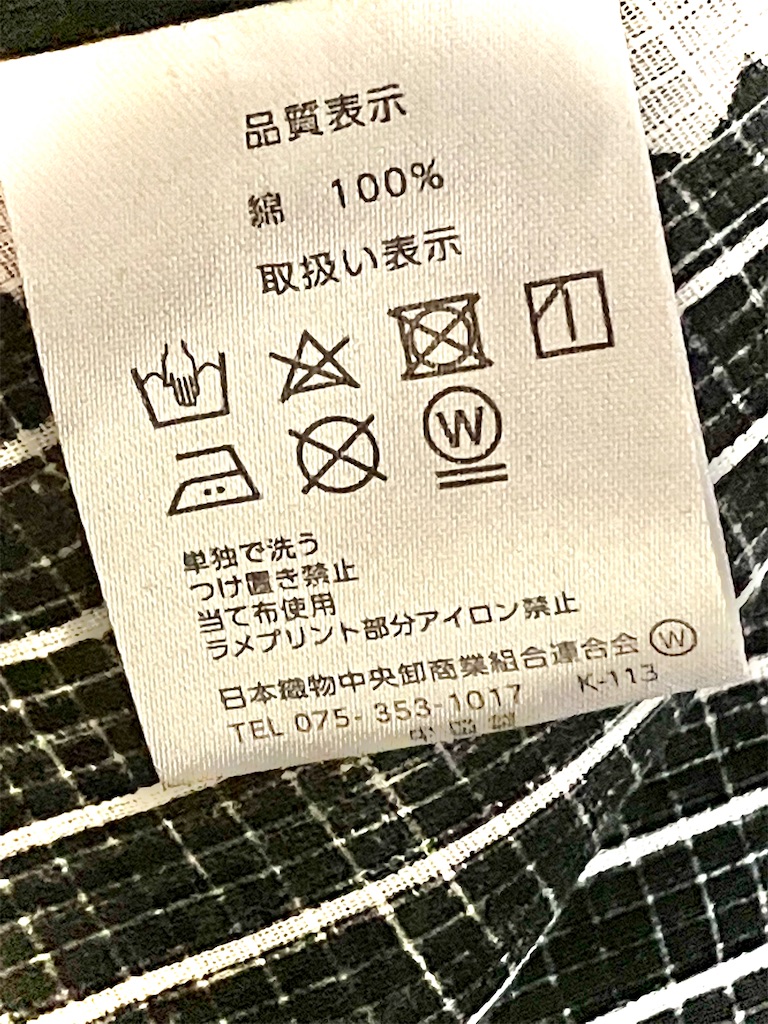 品質表示
綿 100%
取扱い表示
W
単独で洗う
つけ置き禁止
当て布使用
ラメプリント部分アイロン禁止
日本織物中央卸商業組合連合会 W
TEL 075-353-1017 K-113